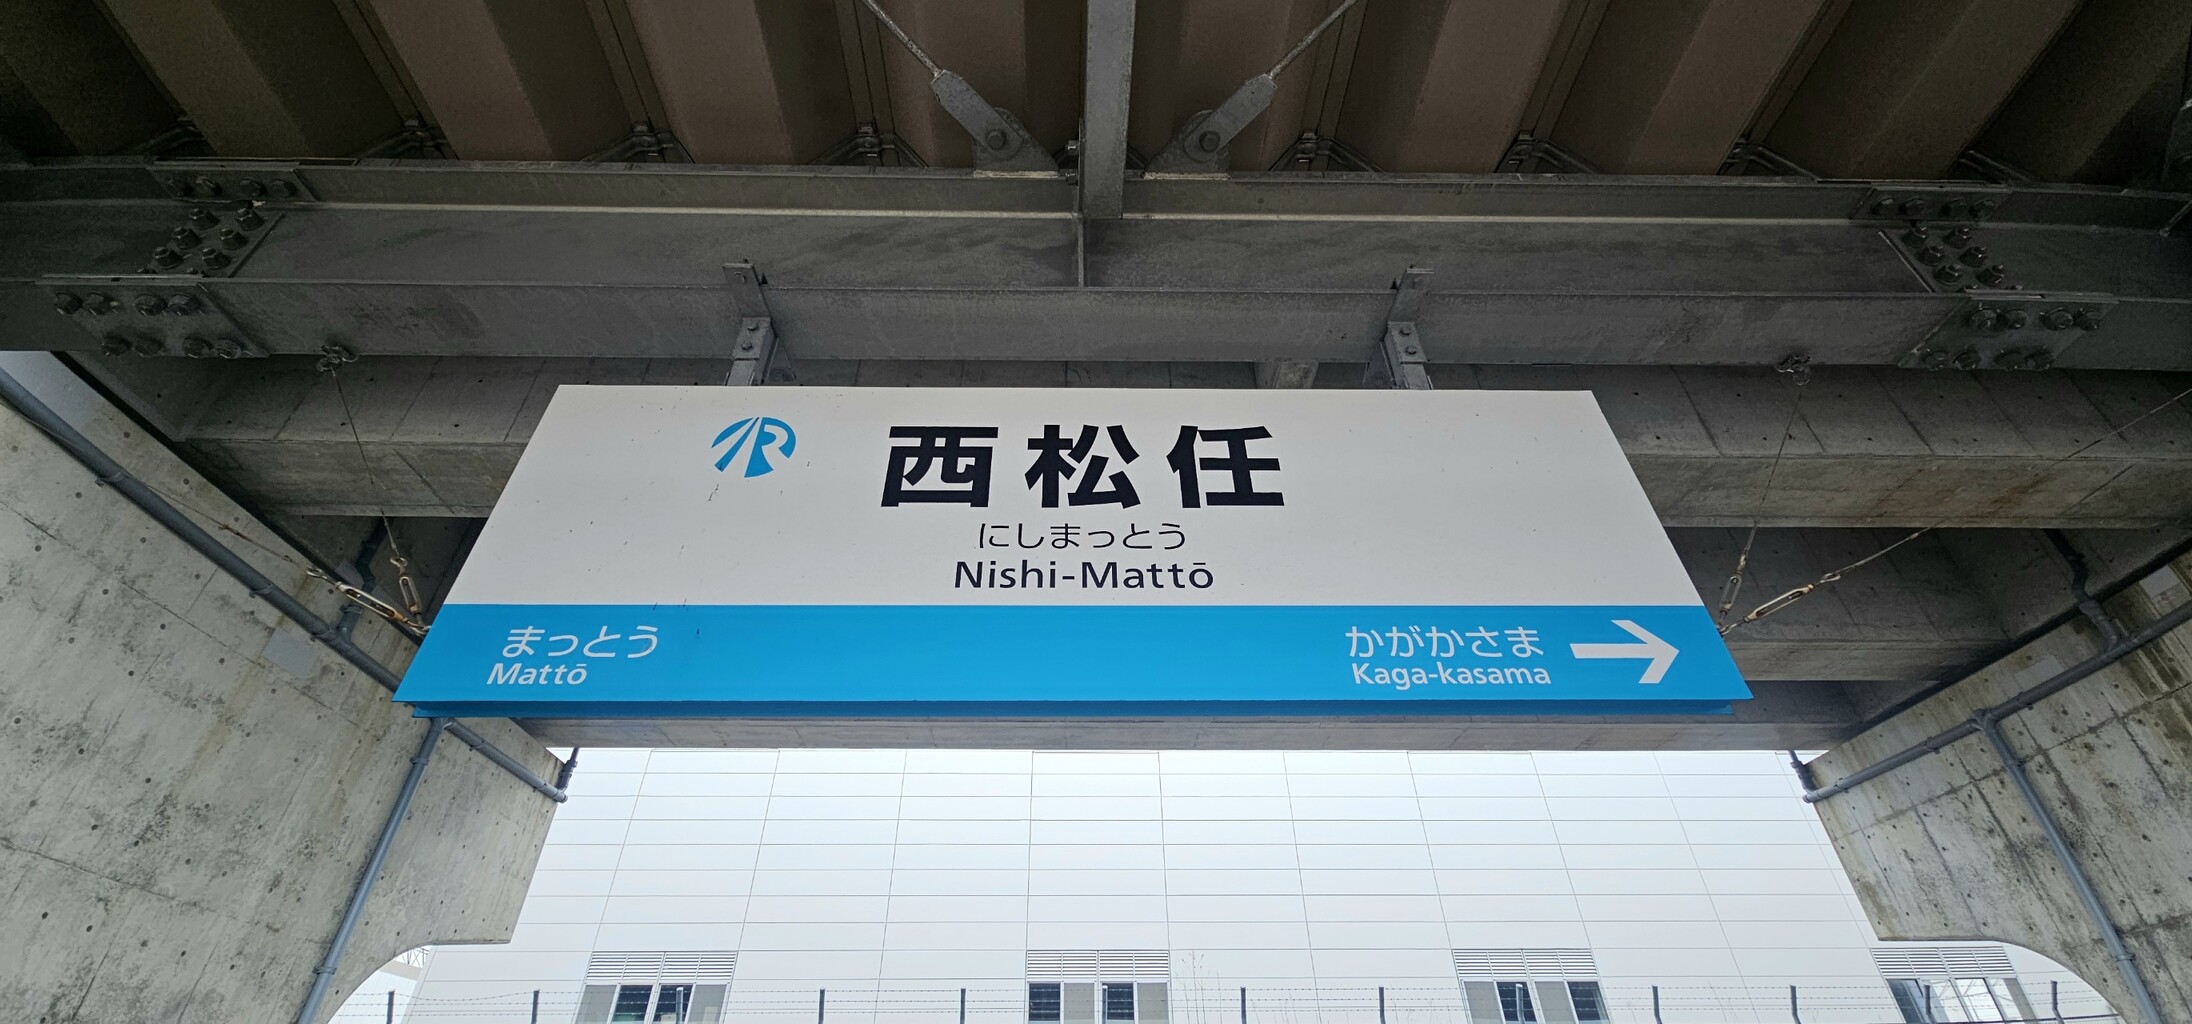 西松任
にしまっとう
Nishi-Mattō
まっとう
Mattō
かがかさま
Kaga-kasama